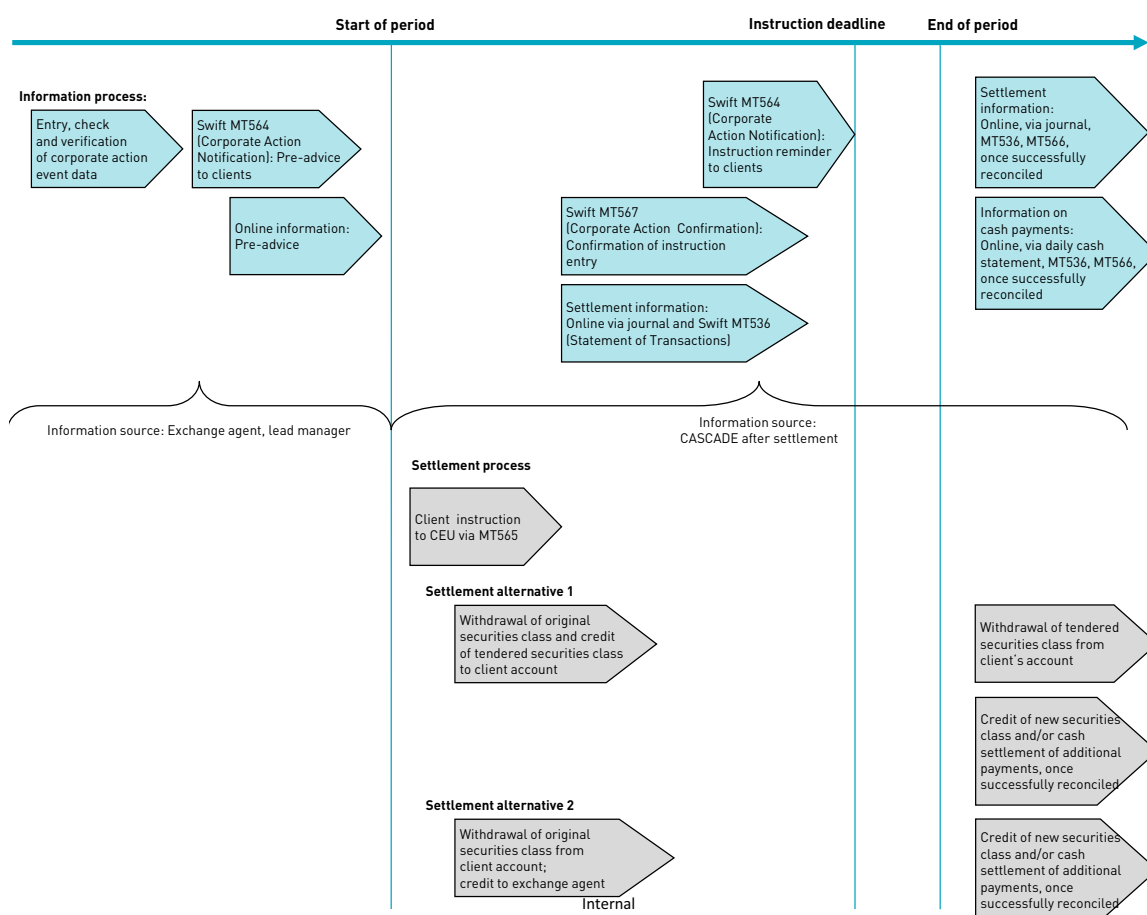 Start of period
Instruction deadline
End of period
Information process:
Entry, check
and verification
of corporate action
event data
Swift MT564
(Corporate Action
Notification): Pre-advice
to clients
Online information:
Pre-advice
Swift MT564
(Corporate
Action Notification):
Instruction reminder
to clients
Swift MT567
(Corporate Action Confirmation):
Confirmation of instruction
entry
Settlement information:
Online via journal and Swift MT536
(Statement of Transactions)
Settlement
information:
Online, via journal,
MT536, MT566,
once successfully
reconciled
Information on
cash payments:
Online, via daily cash
statement, MT536, MT566,
once successfully
reconciled
Information source: Exchange agent, lead manager
Information source:
CASCADE after settlement
Settlement process
Client instruction
to CEU via MT565
Settlement alternative 1
Withdrawal of original
securities class and credit
of tendered securities class
to client account
Withdrawal of tendered
securities class from
client's account
Credit of new securities
class and/or cash
settlement of additional
payments, once
successfully reconciled
Settlement alternative 2
Withdrawal of original
securities class from
client account;
credit to exchange agent
Credit of new securities
class and/or cash
settlement of additional
payments, once
successfully reconciled
Internal